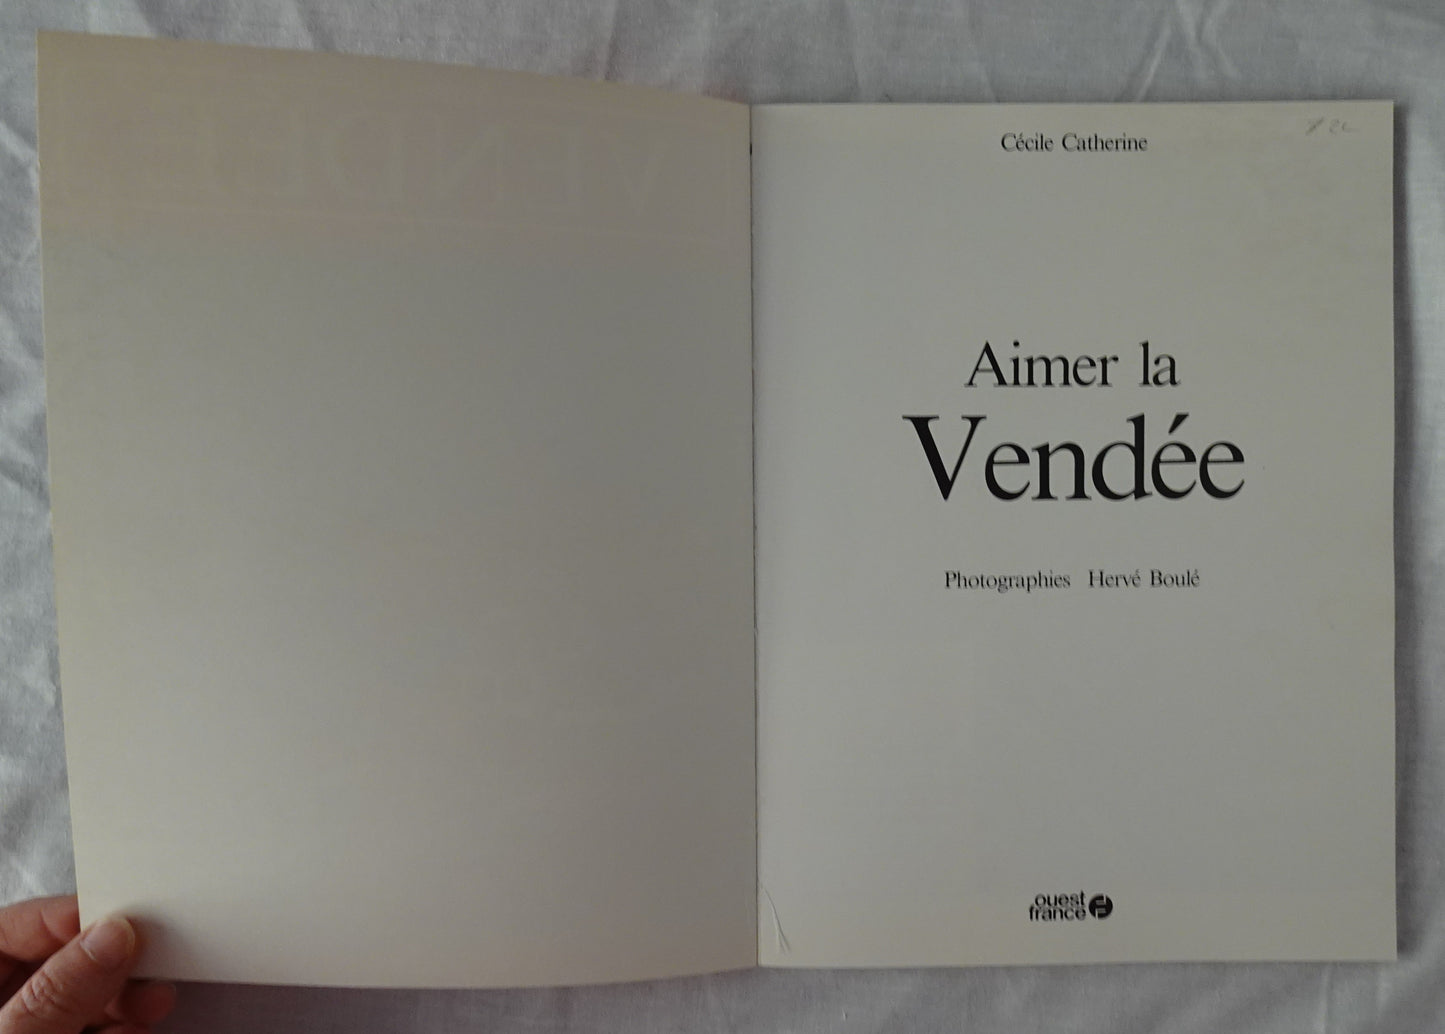 Cécile Catherine
Aimer la
Vendée
Photographies Hervé Boulé
ouest
france